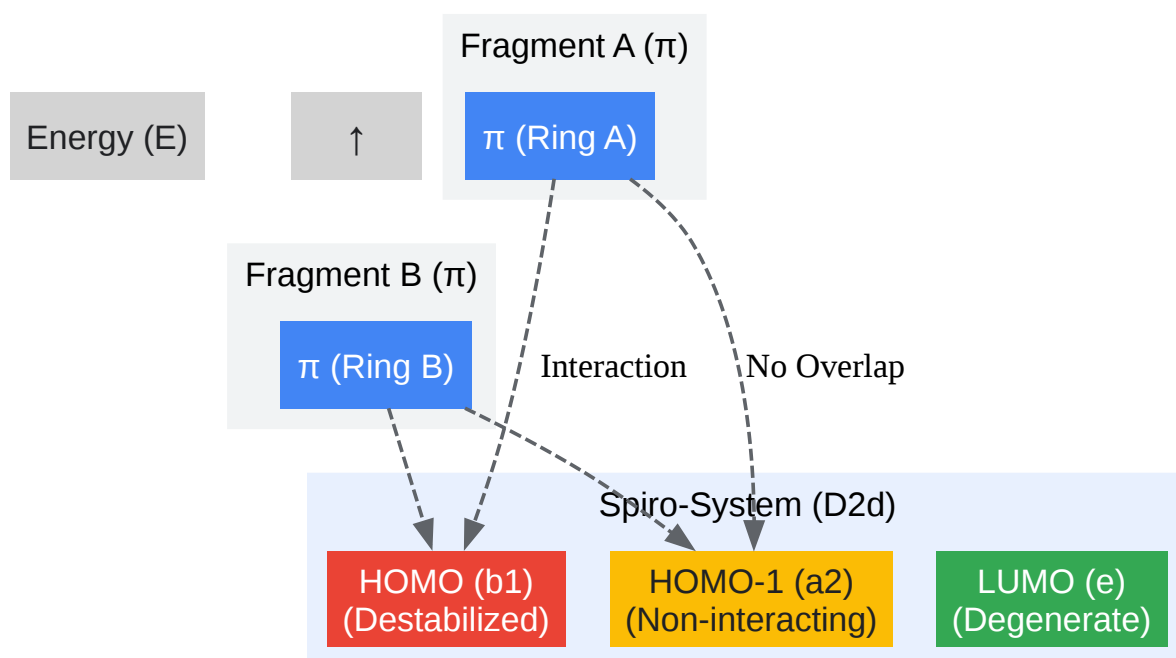 Fragment A (π)
Energy (E)
↑
π (Ring A)
Fragment B (π)
π (Ring B)
Interaction
No Overlap
Spiro-System (D2d)
HOMO (b1)
(Destabilized)
HOMO-1 (a2)
(Non-interacting)
LUMO (e)
(Degenerate)